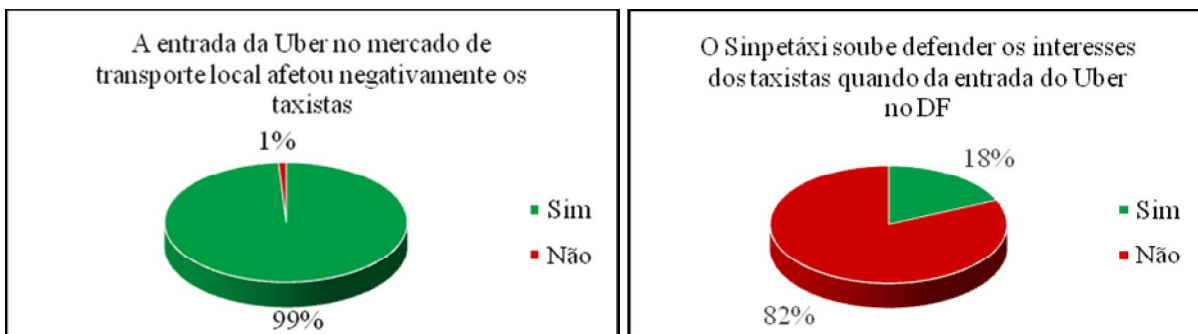 A entrada da Uber no mercado de
transporte local afetou negativamente os
taxistas
1%
Sim
Não
99%
O Sinpetáxi soube defender os interesses
dos taxistas quando da entrada do Uber
no DF
18%
Sim
Não
82%